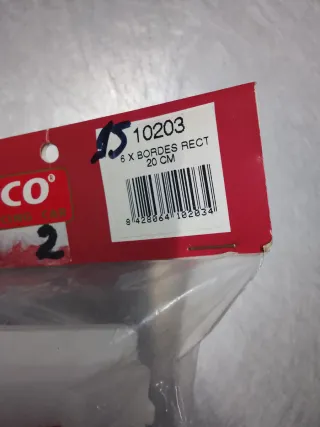 15 10203
6 X BORDES RECT
20 CM
8 428064 102034
CO
2